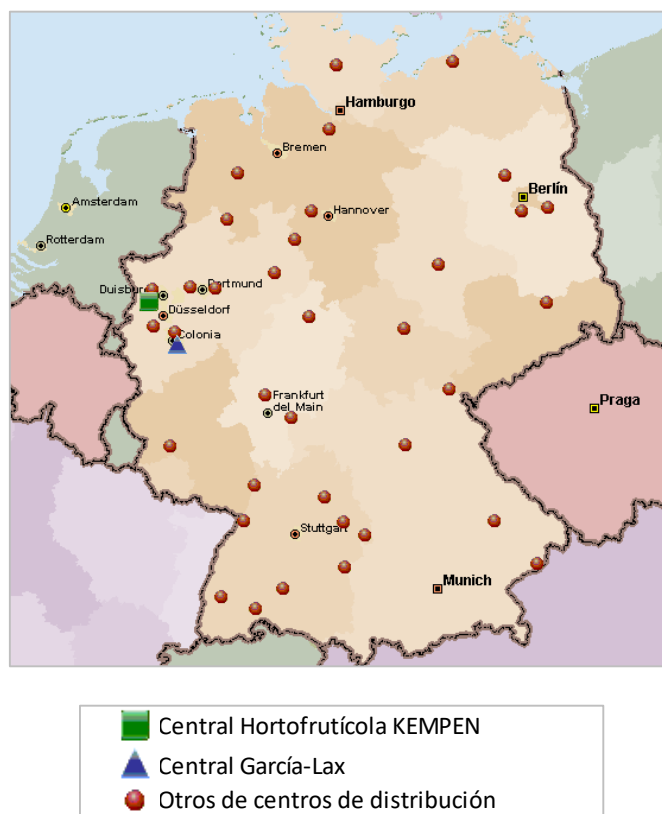 Hamburgo
Bremen
Berlín
Amsterdam
Hannover
Rotterdam
Duisburg
Dortmund
Düsseldorf
Colonia
Frankfurt
del Main
Praga
Stuttgart
Munich
Central Hortofrutícola KEMPEN
Central García-Lax
Otros de centros de distribución